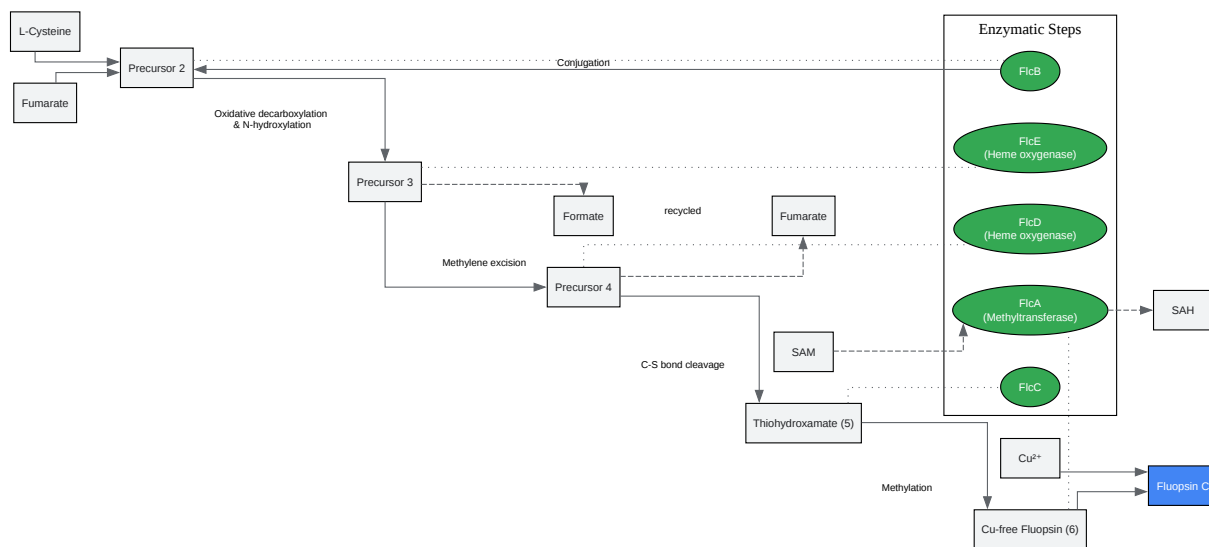 L-Cysteine
Enzymatic Steps
Precursor 2
Conjugation
FlcB
Fumarate
Oxidative decarboxylation
& N-hydroxylation
FlcE
(Heme oxygenase)
Precursor 3
Formate
recycled
Fumarate
FlcD
(Heme oxygenase)
Methylene excision
Precursor 4
FlcA
(Methyltransferase)
SAH
SAM
C-S bond cleavage
FlcC
Thiohydroxamate (5)
Cu²⁺
Methylation
Fluopsin C
Cu-free Fluopsin (6)